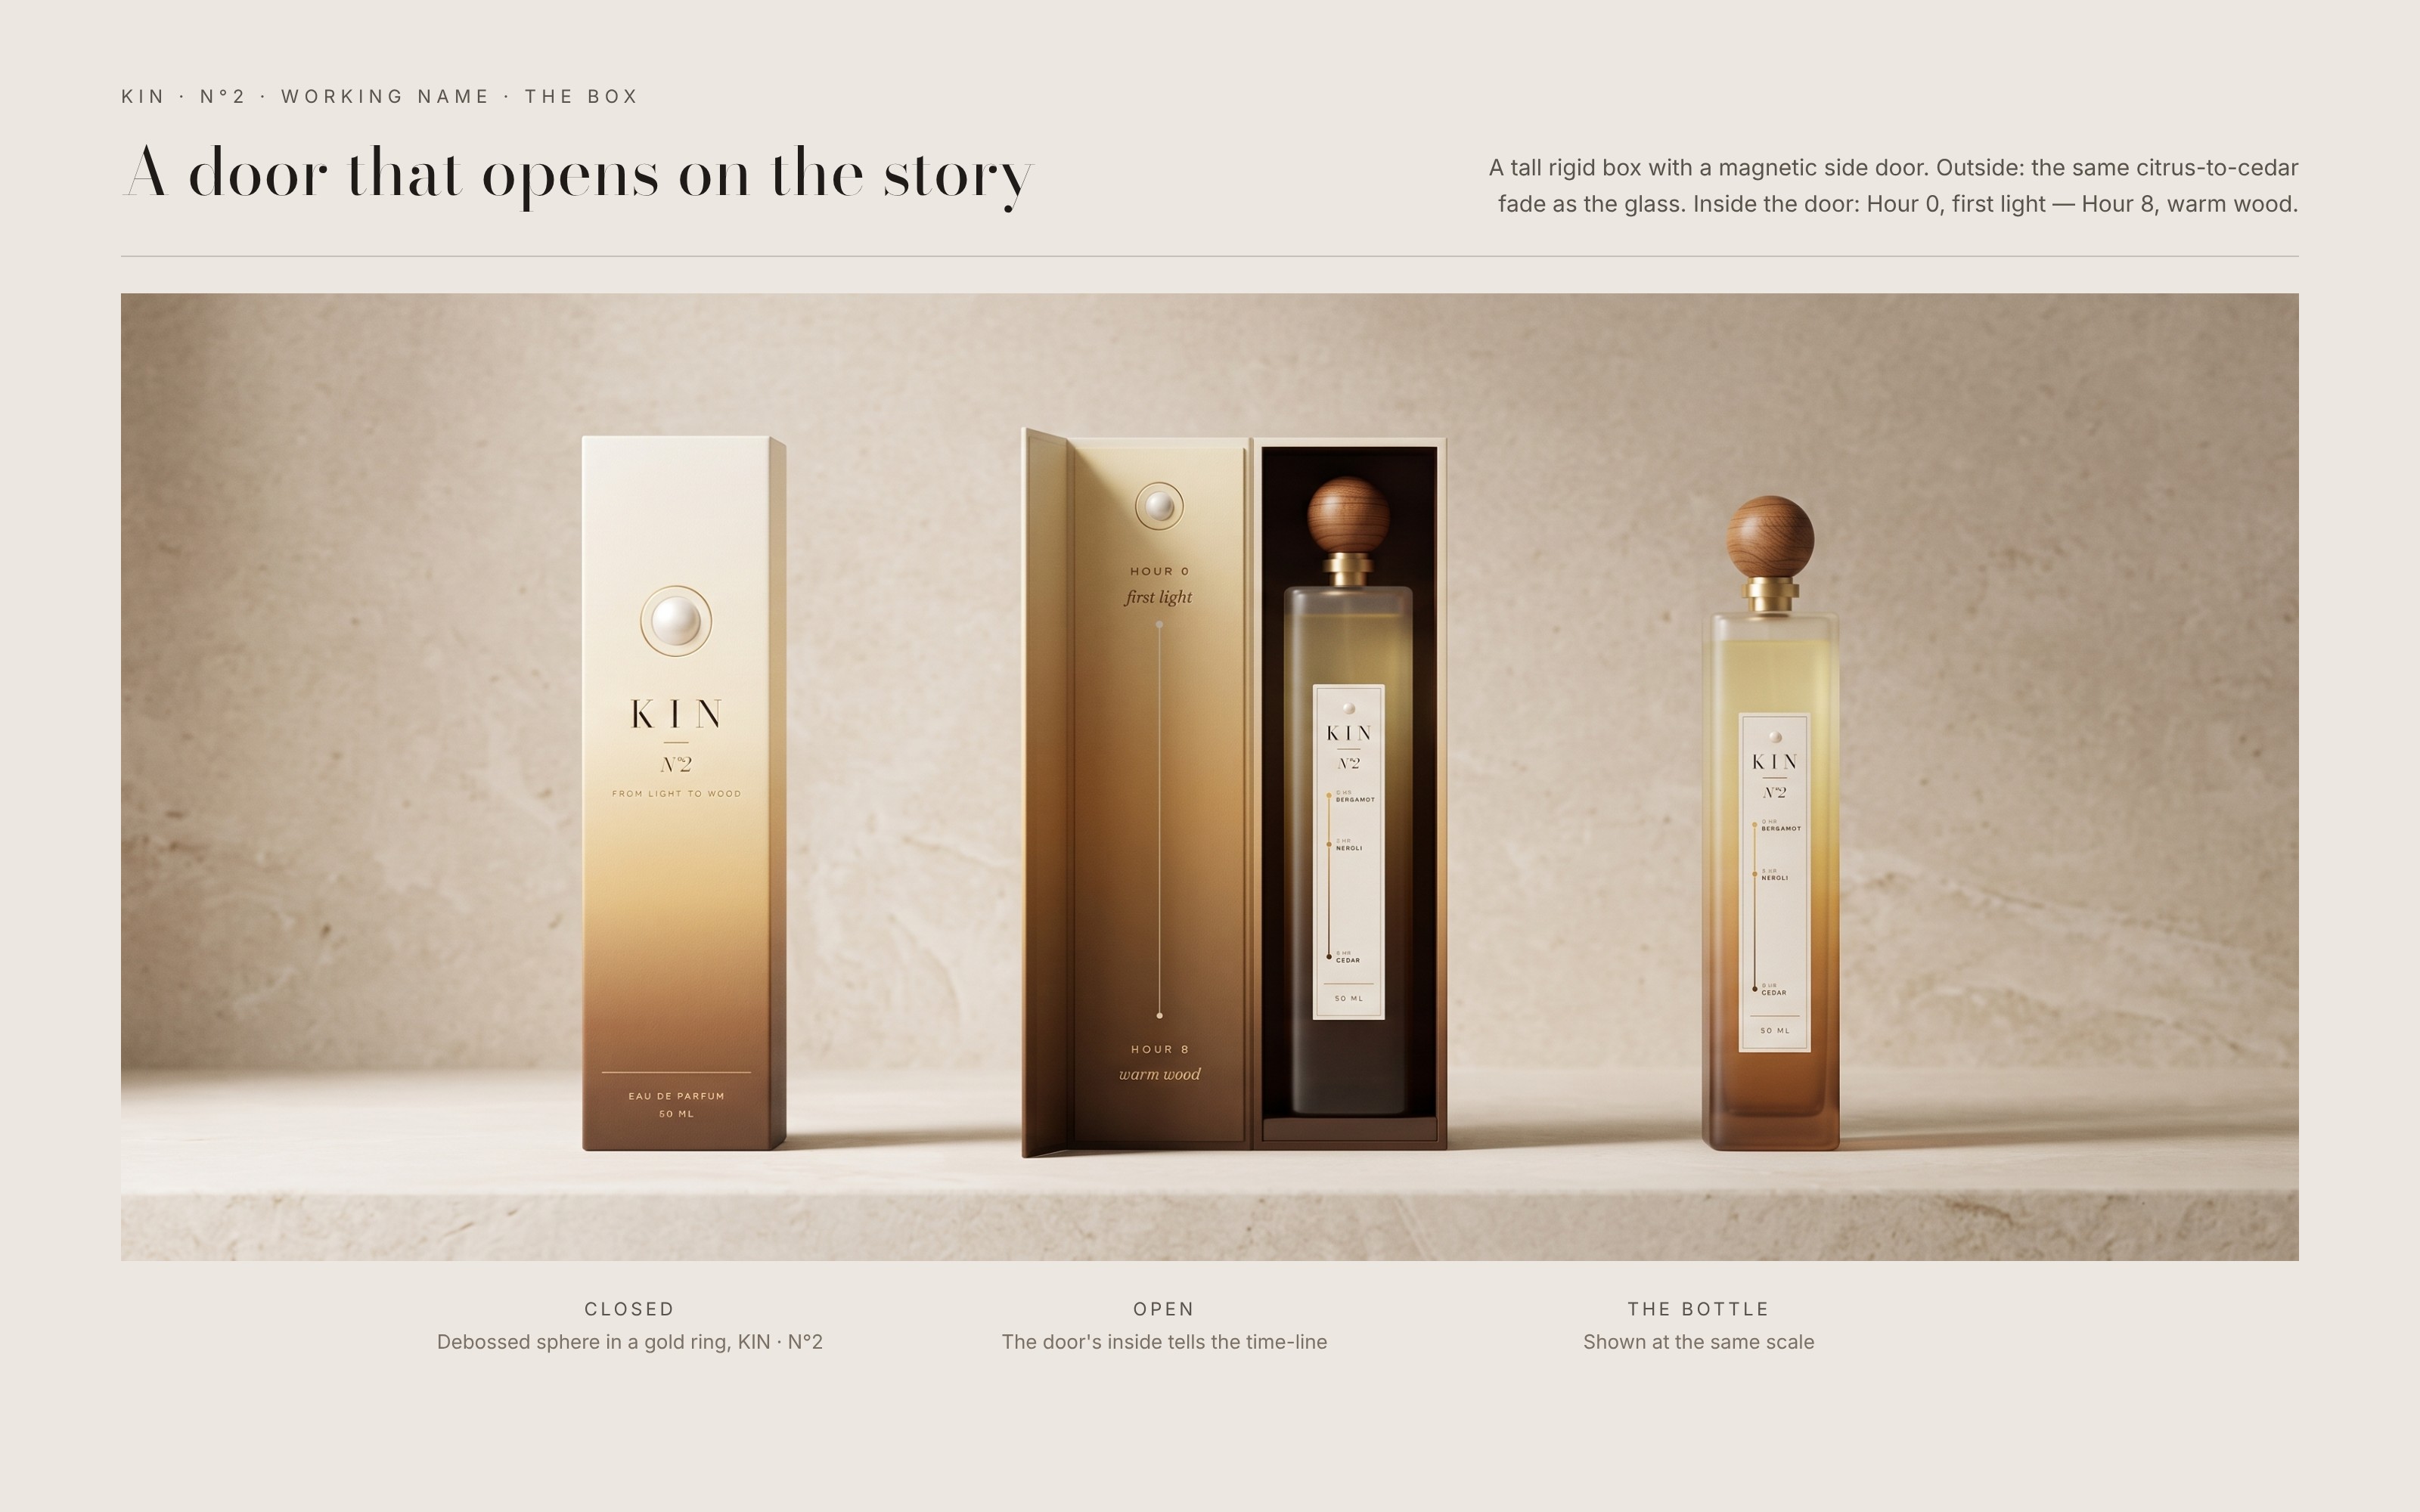 KIN · N°2 · WORKING NAME · THE BOX
A door that opens on the story
A tall rigid box with a magnetic side door. Outside: the same citrus-to-cedar
fade as the glass. Inside the door: Hour 0, first light — Hour 8, warm wood.
KIN
N°2
FROM LIGHT TO WOOD
EAU DE PARFUM
50 ML
HOUR 0
first light
HOUR 8
warm wood
KIN
N°2
0 HR
BERGAMOT
NEROLI
CEDAR
50 ML
KIN
N°2
0 HR
BERGAMOT
NEROLI
CEDAR
50 ML
CLOSED
Debossed sphere in a gold ring, KIN · N°2
OPEN
The door's inside tells the time-line
THE BOTTLE
Shown at the same scale